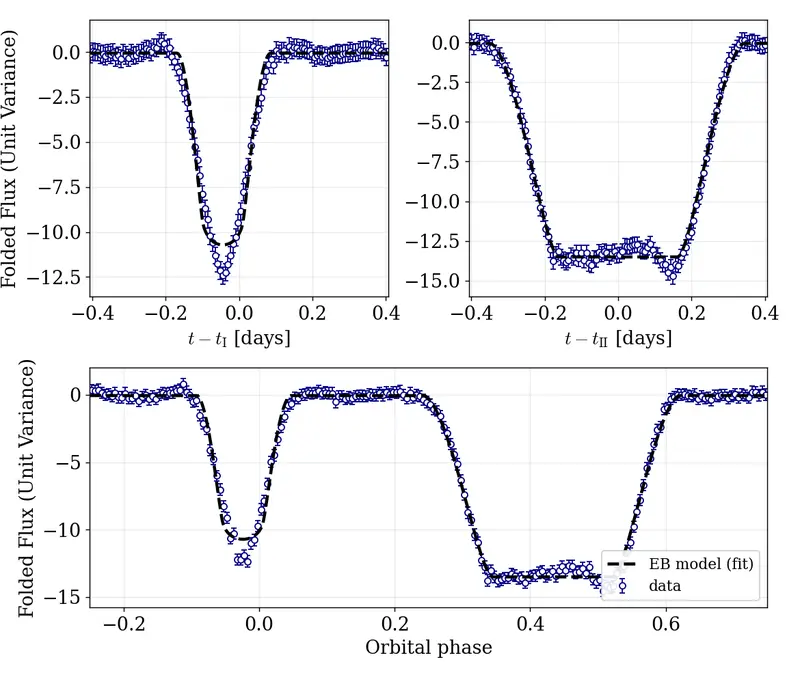 Folded Flux (Unit Variance)
0.0
−2.5
−5.0
−7.5
−10.0
−12.5
−0.4 −0.2 0.0 0.2 0.4
t − tI [days]
0.0
−2.5
−5.0
−7.5
−10.0
−12.5
−15.0
−0.4 −0.2 0.0 0.2 0.4
t − tII [days]
Folded Flux (Unit Variance)
0
−5
−10
−15
−0.2 0.0 0.2 0.4 0.6
Orbital phase
EB model (fit)
data